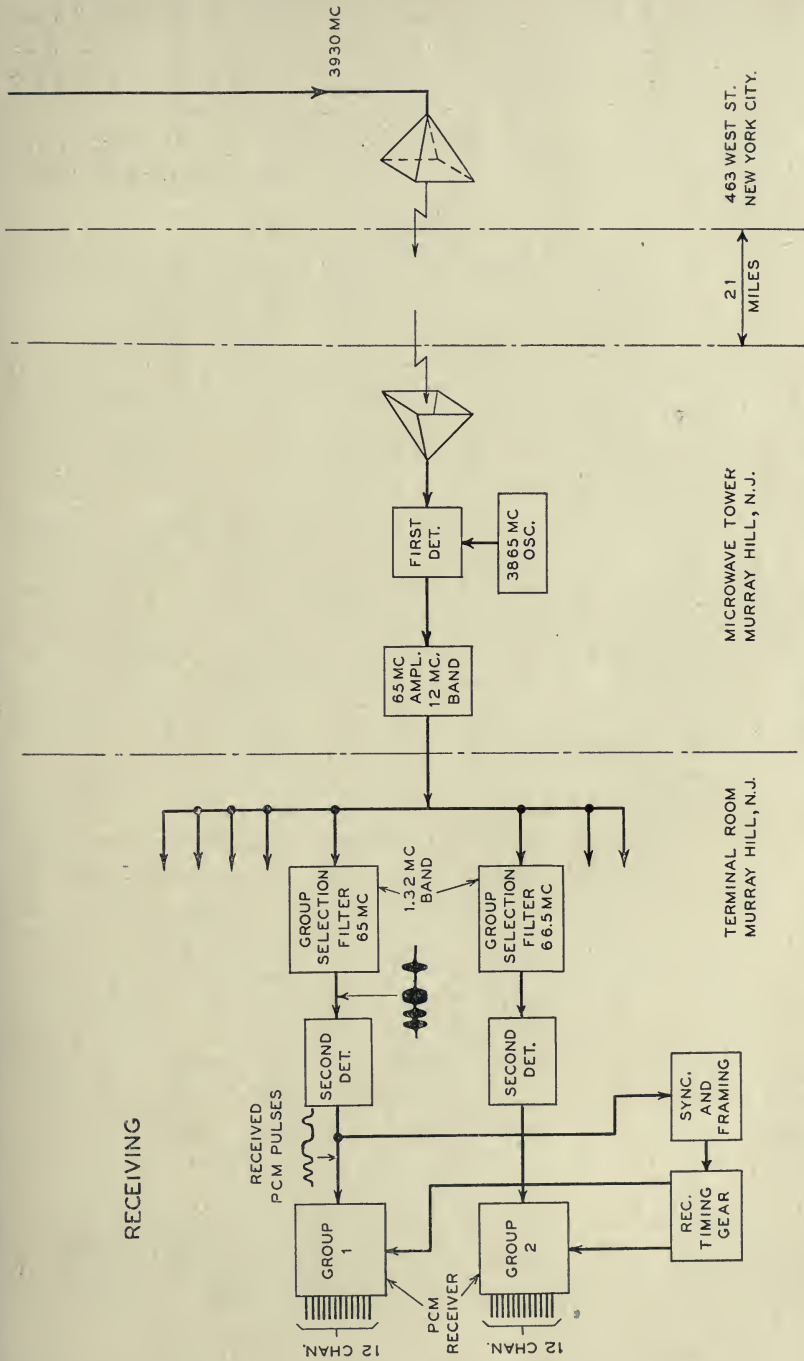 RECEIVING
3930 MC
463 WEST ST.
NEW YORK CITY.
21
MILES
FIRST
DET.
3865 MC
OSC.
65 MC
AMPL.
12 MC.
BAND
MICROWAVE TOWER
MURRAY HILL, N.J.
GROUP
SELECTION
FILTER
65 MC
1.32 MC
BAND
GROUP
SELECTION
FILTER
66.5 MC
TERMINAL ROOM
MURRAY HILL, N.J.
SECOND
DET.
SECOND
DET.
RECEIVED
PCM PULSES
GROUP
1
GROUP
2
PCM
RECEIVER
12 CHAN.
12 CHAN.
SYNC.
AND
FRAMING
REC.
TIMING
GEAR